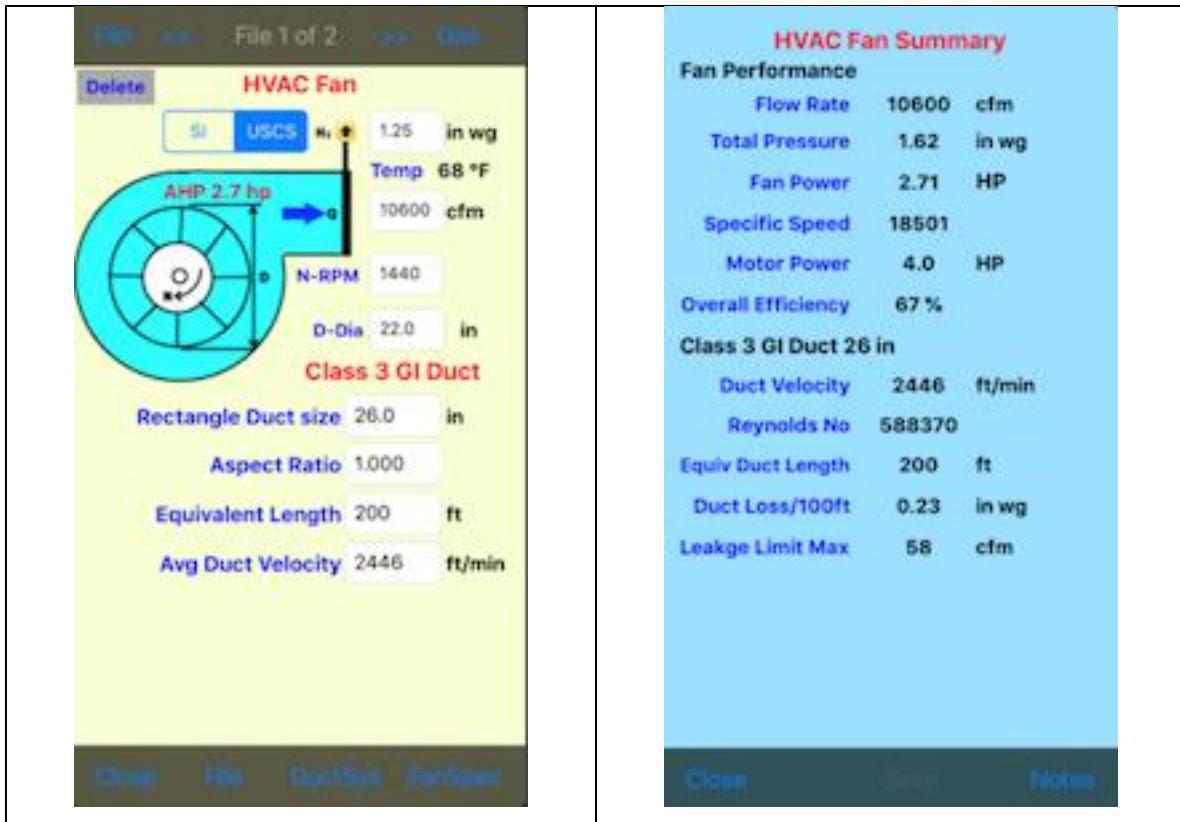 Fan << File 1 of 2 >> Gas
Delete HVAC Fan
SI USCS 1.25 in wg
Temp 68 °F
AHP 2.7 hp
Q 10600 cfm
D N-RPM 1440
N
D-Dia 22.0 in
Class 3 GI Duct
Rectangle Duct size 26.0 in
Aspect Ratio 1.000
Equivalent Length 200 ft
Avg Duct Velocity 2446 ft/min
Close File DuctSys FanSpec
HVAC Fan Summary
Fan Performance
Flow Rate 10600 cfm
Total Pressure 1.62 in wg
Fan Power 2.71 HP
Specific Speed 18501
Motor Power 4.0 HP
Overall Efficiency 67 %
Class 3 GI Duct 26 in
Duct Velocity 2446 ft/min
Reynolds No 588370
Equiv Duct Length 200 ft
Duct Loss/100ft 0.23 in wg
Leakge Limit Max 58 cfm
Close Save Notes